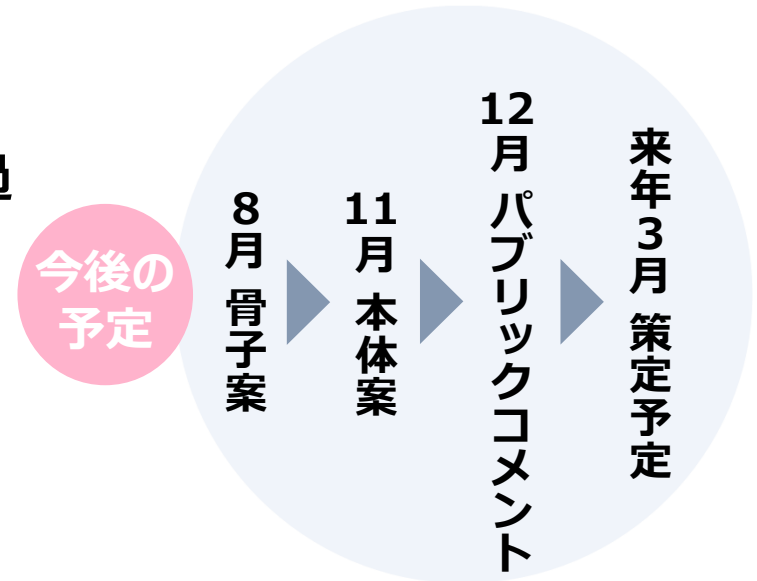 今後の
予定
8月 骨子案
11月 本体案
12月 パブリックコメント
来年3月 策定予定